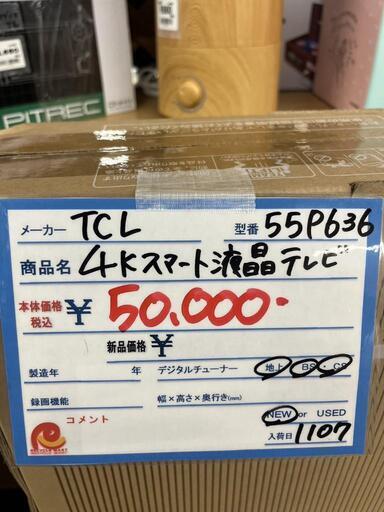 PITREC
メーカー TCL 型番 55P636
商品名 4Kスマート液晶テレビ
本体価格 税込 ¥ 50,000-
新品価格 ¥
製造年 年 デジタルチューナー 地上・BS・CS
録画機能 幅×高さ×奥行き(mm)
コメント NEW or USED
入荷日 1107